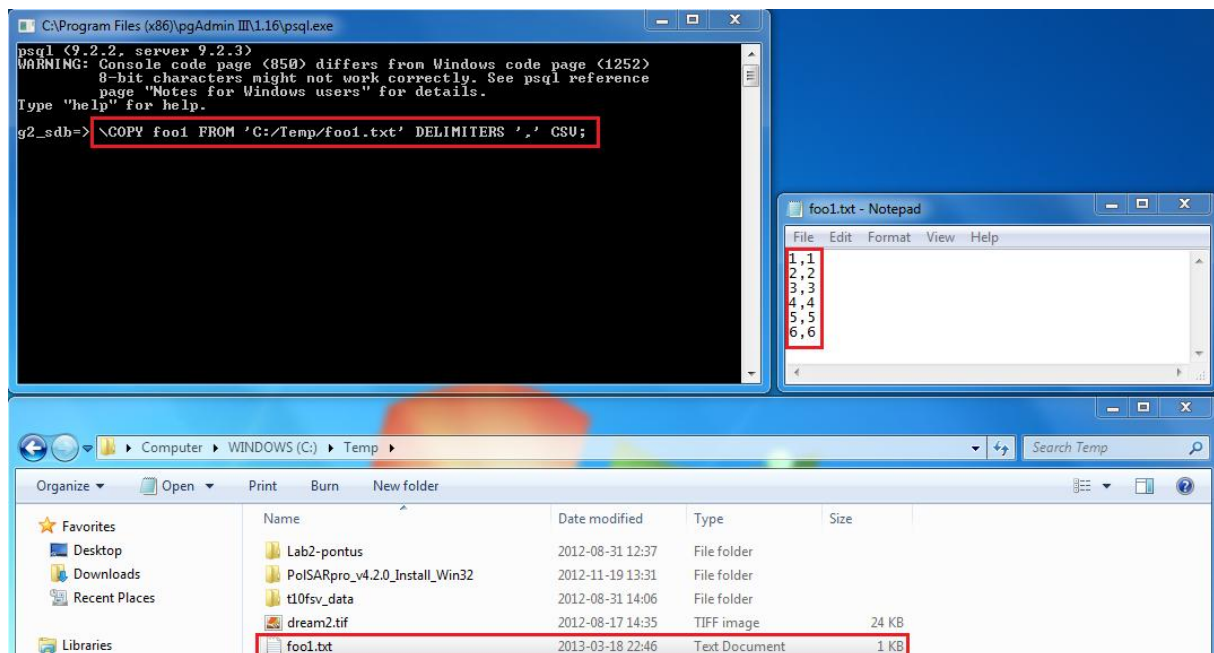 C:\Program Files (x86)\pgAdmin III\1.16\psql.exe
psql (9.2.2, server 9.2.3)
WARNING: Console code page (850) differs from Windows code page (1252)
8-bit characters might not work correctly. See psql reference
page "Notes for Windows users" for details.
Type "help" for help.
g2_sdb=> \COPY foo1 FROM 'C:/Temp/foo1.txt' DELIMITERS ',' CSV;
foo1.txt - Notepad
File Edit Format View Help
1,1
2,2
3,3
4,4
5,5
6,6
Computer WINDOWS (C:) Temp
Search Temp
Organize Open Print Burn New folder
Favorites
Desktop
Downloads
Recent Places
Libraries
Name Date modified Type Size
Lab2-pontus 2012-08-31 12:37 File folder
PolSARpro_v4.2.0_Install_Win32 2012-11-19 13:31 File folder
t10fsv_data 2012-08-31 14:06 File folder
dream2.tif 2012-08-17 14:35 TIFF image 24 KB
foo1.txt 2013-03-18 22:46 Text Document 1 KB